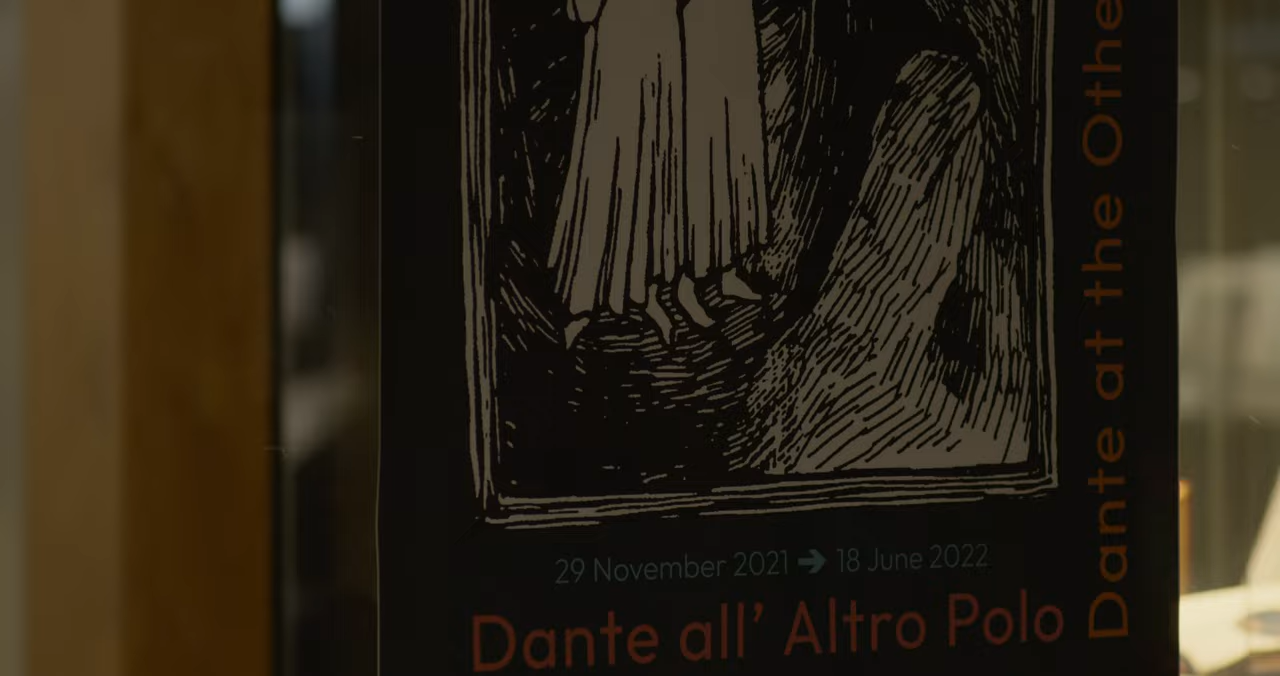 Dante at the Othe
29 November 2021 → 18 June 2022
Dante all’ Altro Polo